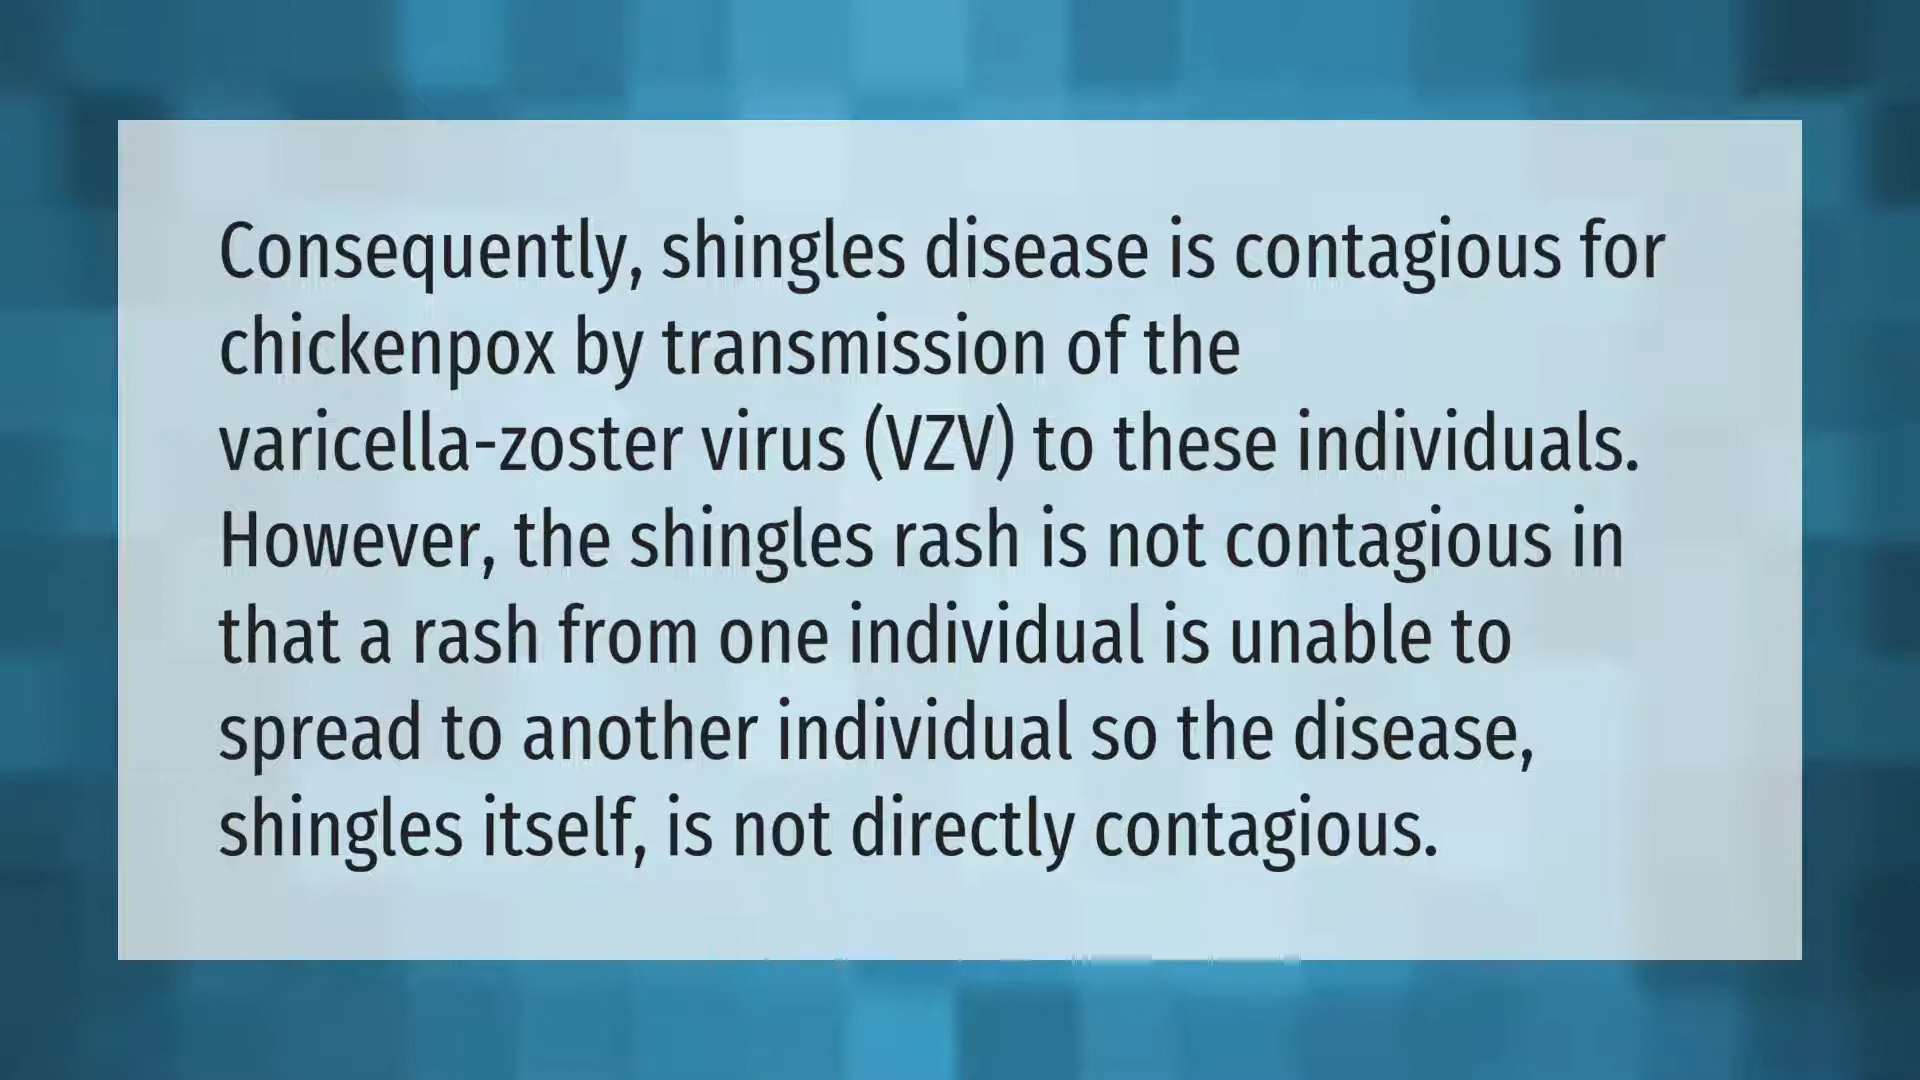 Consequently, shingles disease is contagious for
chickenpox by transmission of the
varicella-zoster virus (VZV) to these individuals.
However, the shingles rash is not contagious in
that a rash from one individual is unable to
spread to another individual so the disease,
shingles itself, is not directly contagious.